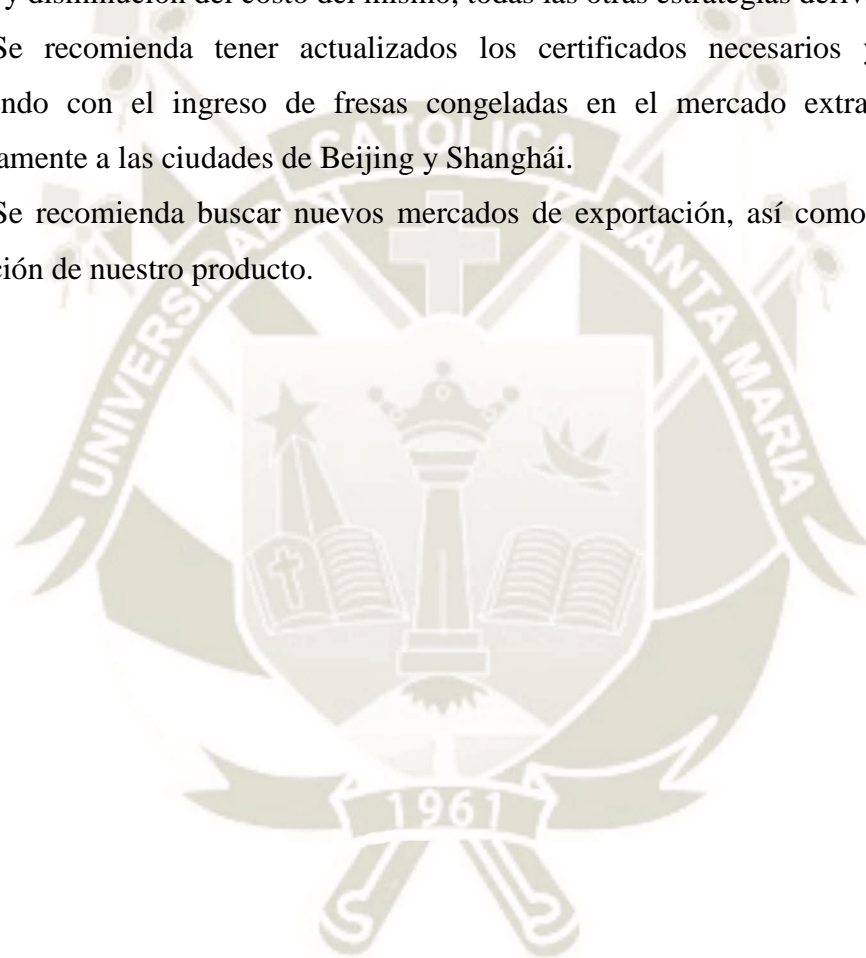 y disminución del costo del mismo, todas las otras estrategias deriv
Se recomienda tener actualizados los certificados necesarios y
ndo con el ingreso de fresas congeladas en el mercado extra
amente a las ciudades de Beijing y Shanghái.
Se recomienda buscar nuevos mercados de exportación, así como
ción de nuestro producto.
UNIVERSIDAD CATOLICA SANTA MARIA
1961